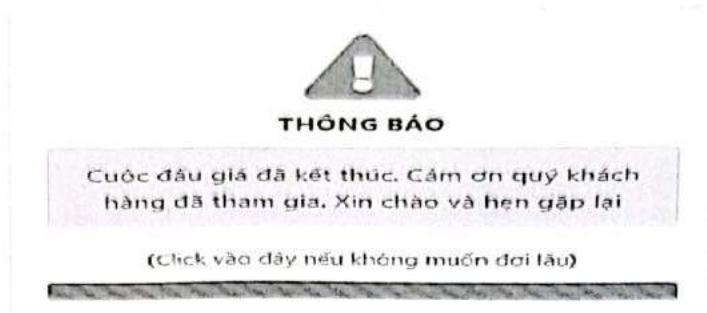 THÔNG BÁO
Cuộc đấu giá đã kết thúc. Cảm ơn quý khách
hàng đã tham gia. Xin chào và hẹn gặp lại
(Click vào đây nếu không muốn đợi lâu)